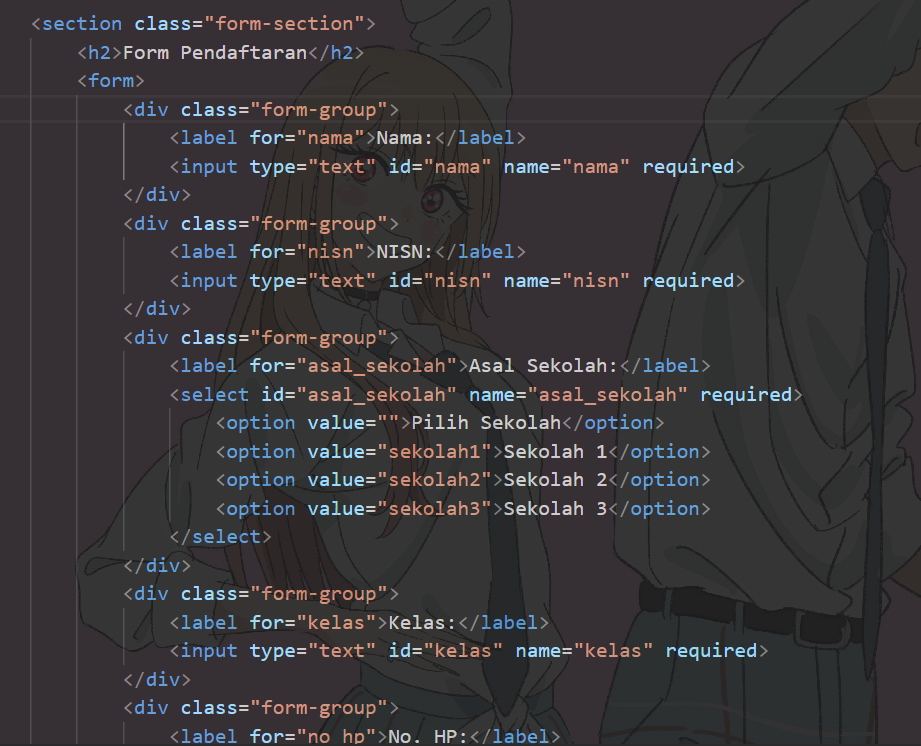 <section class="form-section">
<h2>Form Pendaftaran</h2>
<form>
<div class="form-group">
<label for="nama">Nama:</label>
<input type="text" id="nama" name="nama" required>
</div>
<div class="form-group">
<label for="nisn">NISN:</label>
<input type="text" id="nisn" name="nisn" required>
</div>
<div class="form-group">
<label for="asal_sekolah">Asal Sekolah:</label>
<select id="asal_sekolah" name="asal_sekolah" required>
<option value="">Pilih Sekolah</option>
<option value="sekolah1">Sekolah 1</option>
<option value="sekolah2">Sekolah 2</option>
<option value="sekolah3">Sekolah 3</option>
</select>
</div>
<div class="form-group">
<label for="kelas">Kelas:</label>
<input type="text" id="kelas" name="kelas" required>
</div>
<div class="form-group">
<label for="no_hp">No. HP:</label>